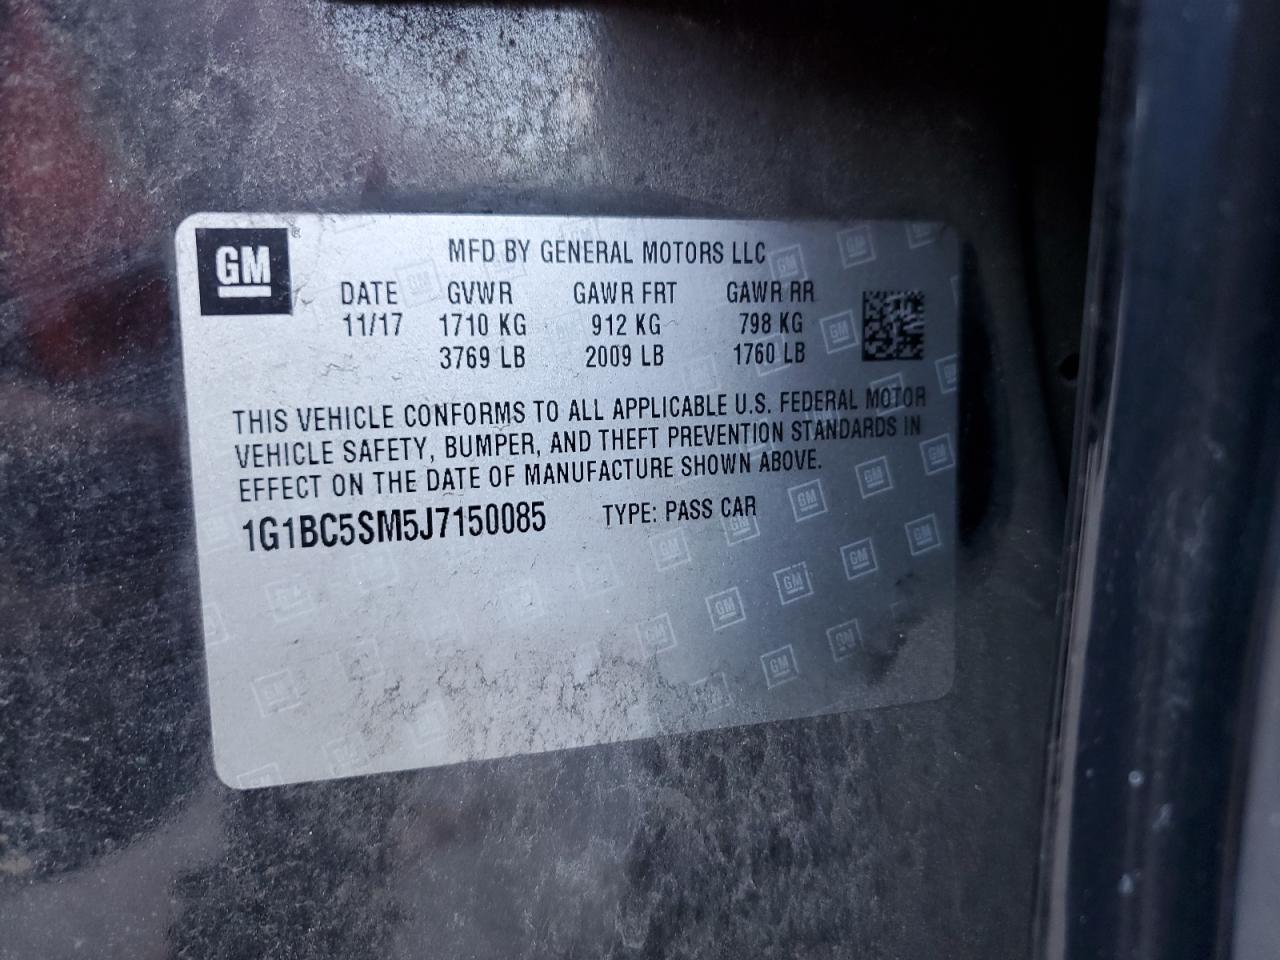 GM
MFD BY GENERAL MOTORS LLC
DATE GVWR GAWR FRT GAWR RR
11/17 1710 KG 912 KG 798 KG
3769 LB 2009 LB 1760 LB
THIS VEHICLE CONFORMS TO ALL APPLICABLE U.S. FEDERAL MOTOR
VEHICLE SAFETY, BUMPER, AND THEFT PREVENTION STANDARDS IN
EFFECT ON THE DATE OF MANUFACTURE SHOWN ABOVE.
1G1BC5SM5J7150085 TYPE: PASS CAR